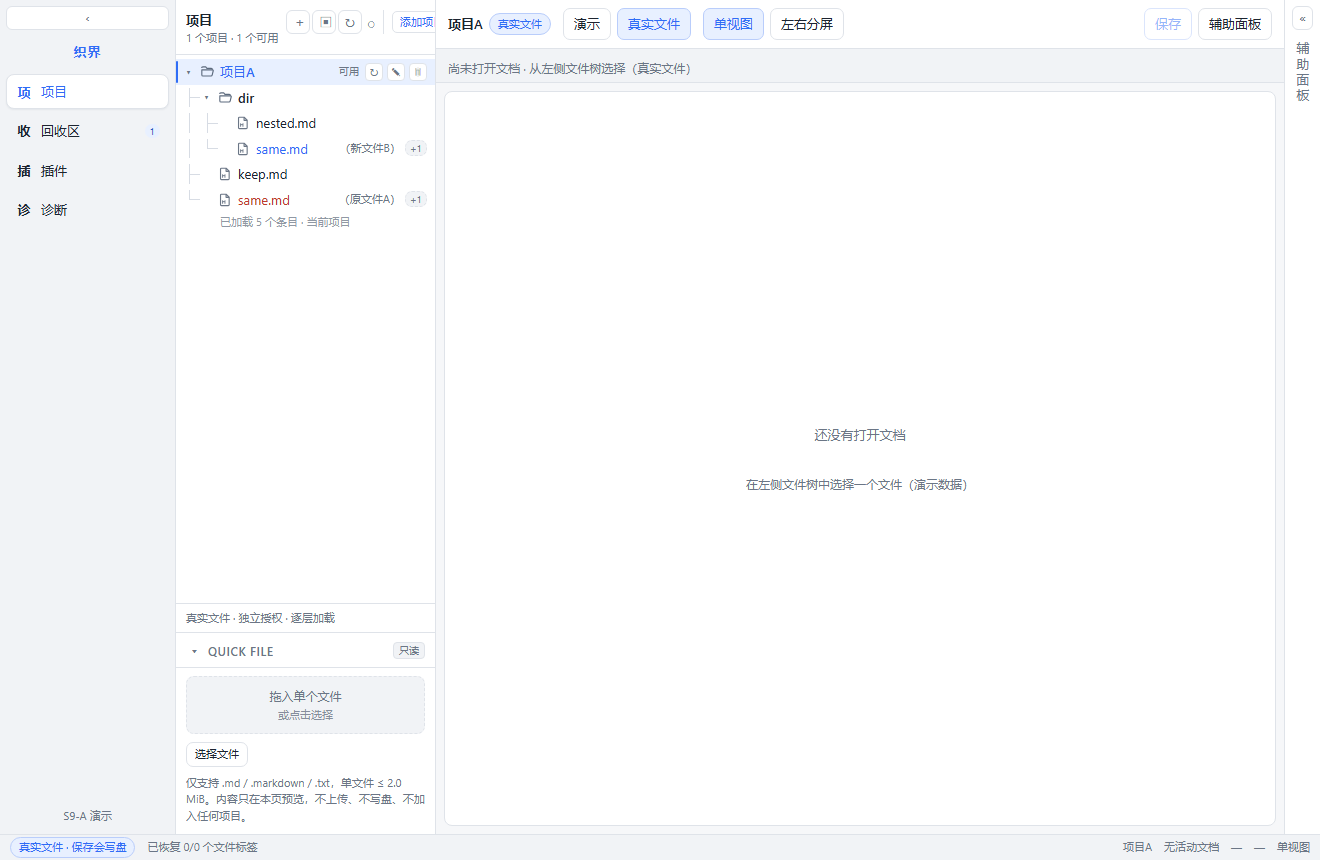 ‹
织界
项 项目
收 回收区 1
插 插件
诊 诊断
S9-A 演示
项目
1 个项目 · 1 个可用
添加项
项目A 可用
dir
nested.md
same.md (新文件B) +1
keep.md
same.md (原文件A) +1
已加载 5 个条目 · 当前项目
真实文件 · 独立授权 · 逐层加载
QUICK FILE 只读
拖入单个文件
或点击选择
选择文件
仅支持 .md / .markdown / .txt，单文件 ≤ 2.0
MiB。内容只在本页预览，不上传、不写盘、不加
入任何项目。
项目A 真实文件 演示 真实文件 单视图 左右分屏 保存 辅助面板
尚未打开文档 · 从左侧文件树选择（真实文件）
还没有打开文档
在左侧文件树中选择一个文件（演示数据）
«
辅助面板
真实文件 · 保存会写盘 已恢复 0/0 个文件标签 项目A 无活动文档 — — 单视图